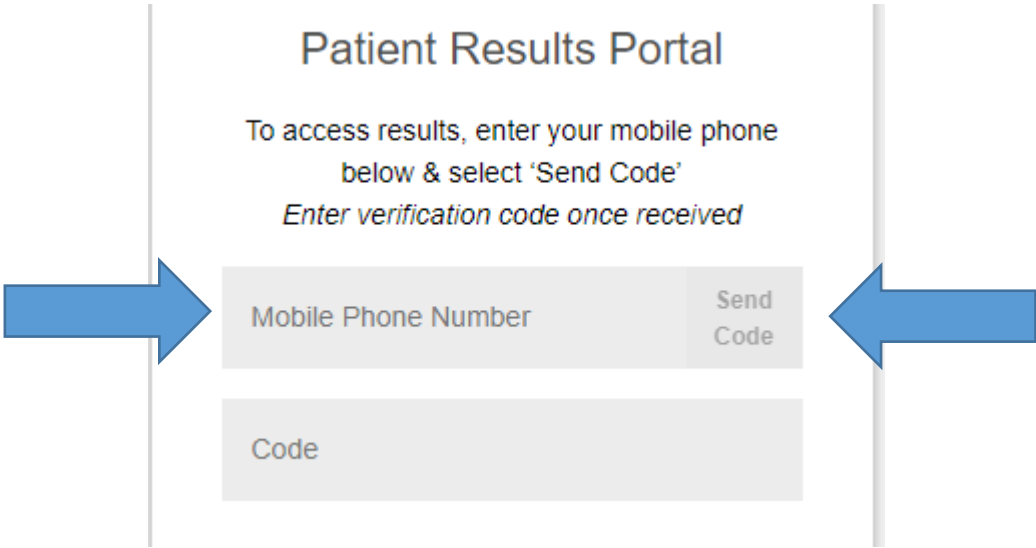 Patient Results Portal
To access results, enter your mobile phone
below & select ‘Send Code’
Enter verification code once received
Mobile Phone Number
Send
Code
Code